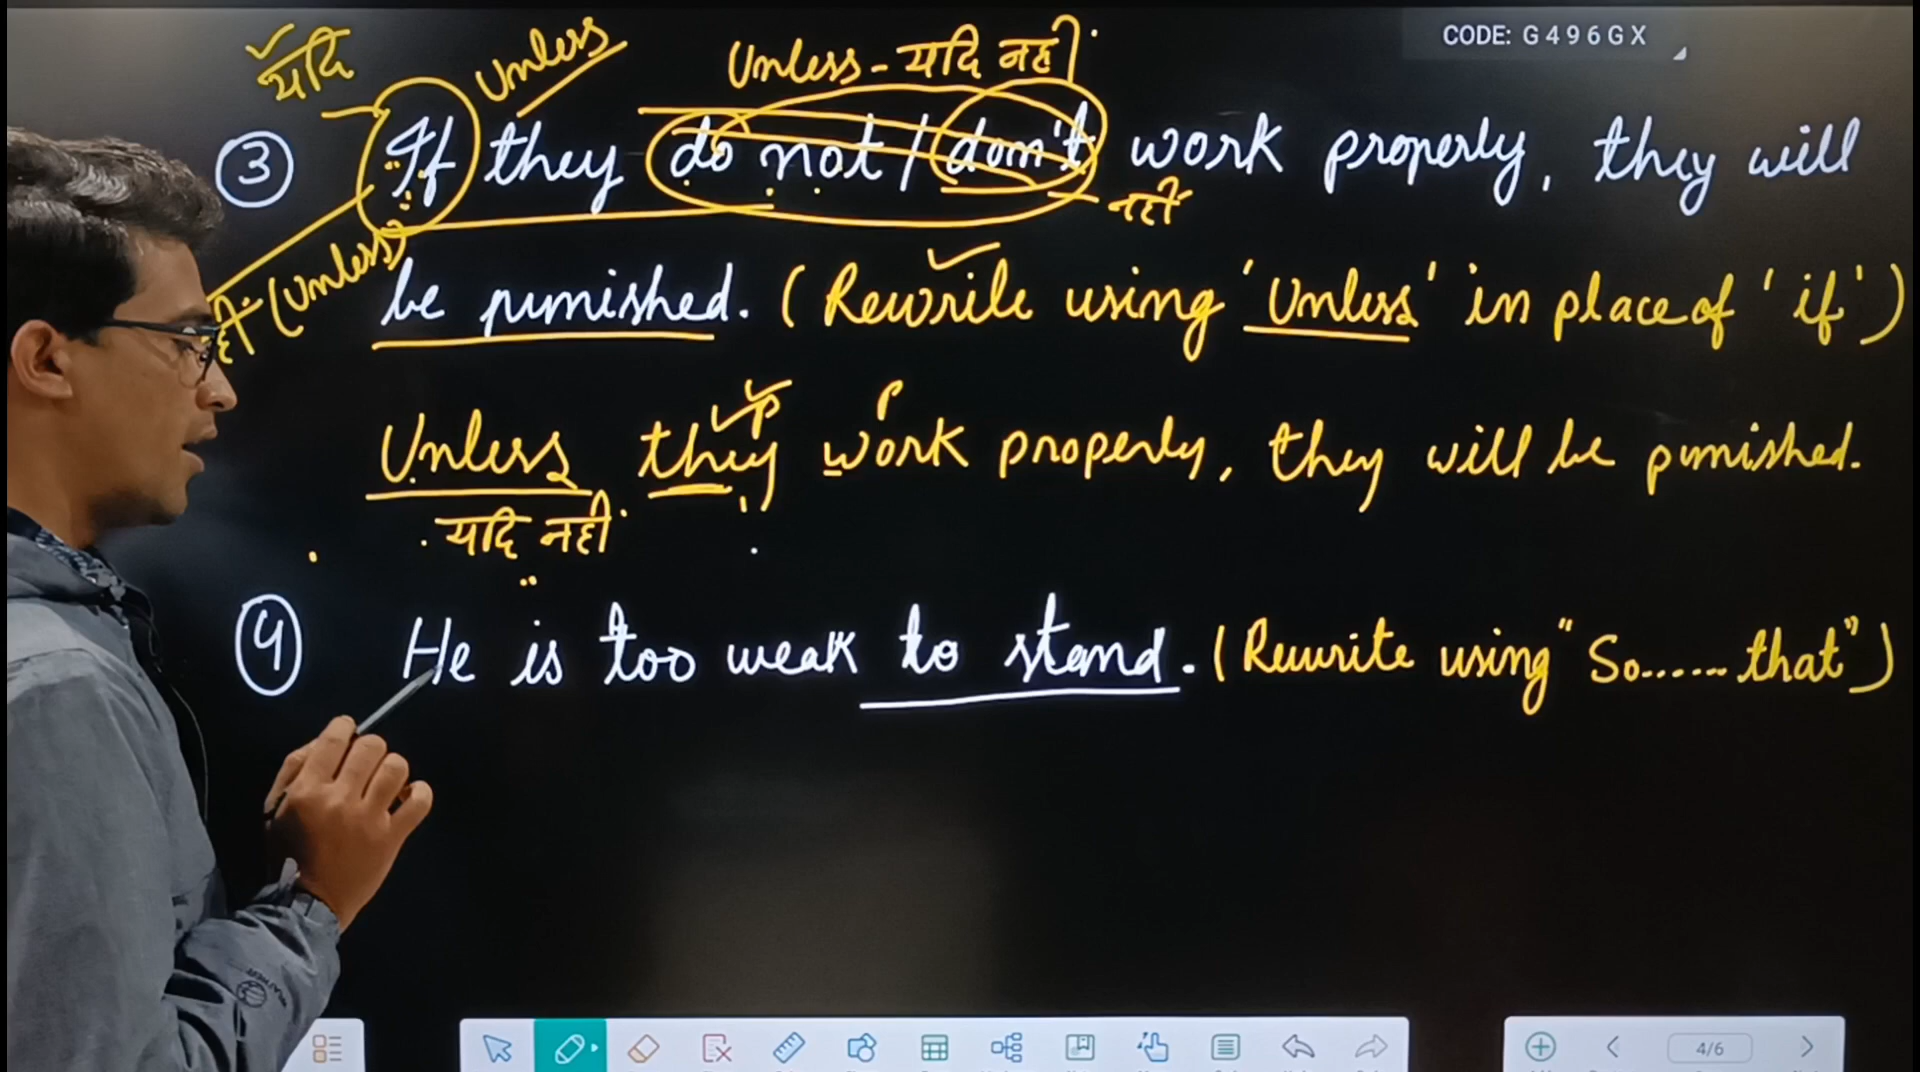 CODE: G496GX
यदि Unless Unless - यदि नहीं
③ If they do not / don't work properly, they will
नहीं
(Unless)
be punished. (Rewrite using 'Unless' in place of 'if')
Unless they work properly, they will be punished.
यदि नहीं
④ He is too weak to stand. (Rewrite using "So...... that")
4/6